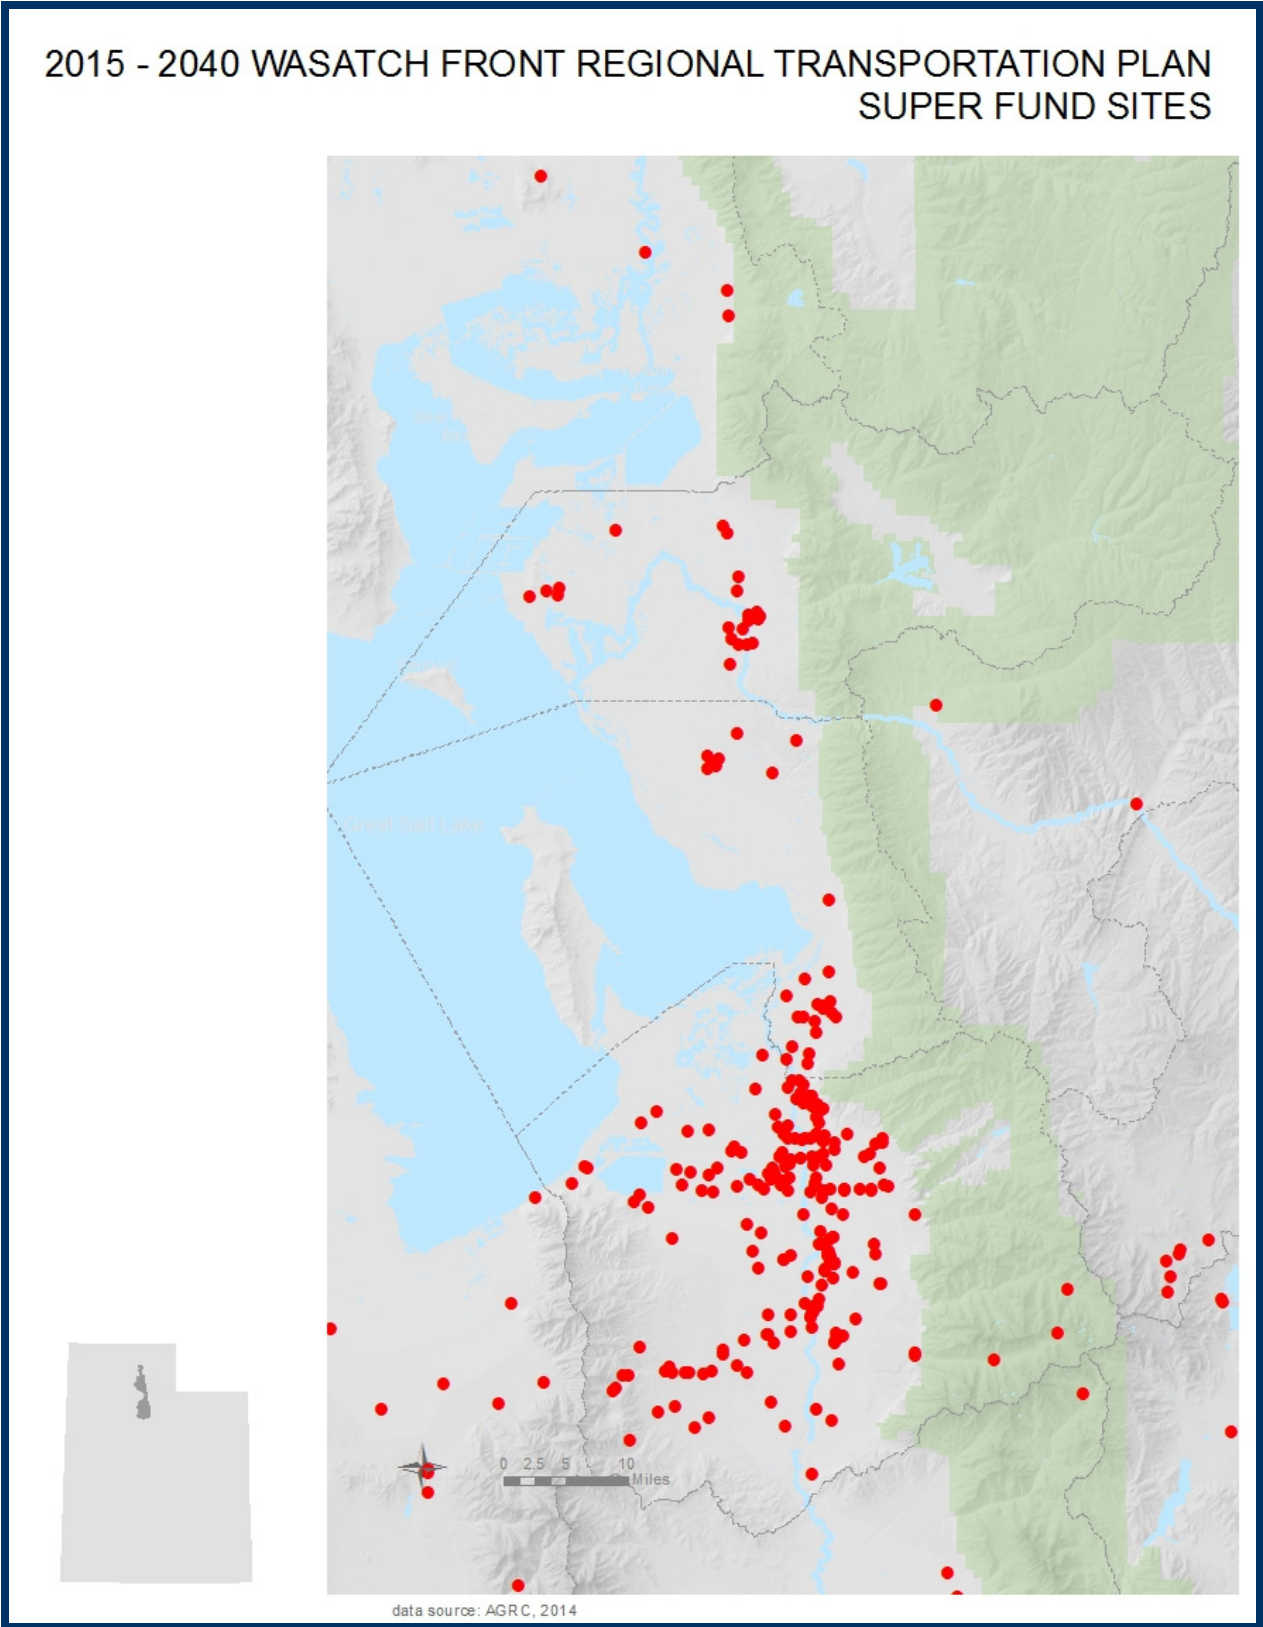 2015 - 2040 WASATCH FRONT REGIONAL TRANSPORTATION PLAN
SUPER FUND SITES
Great Salt Lake
0 2.5 5 10
Miles
data source: AGRC, 2014